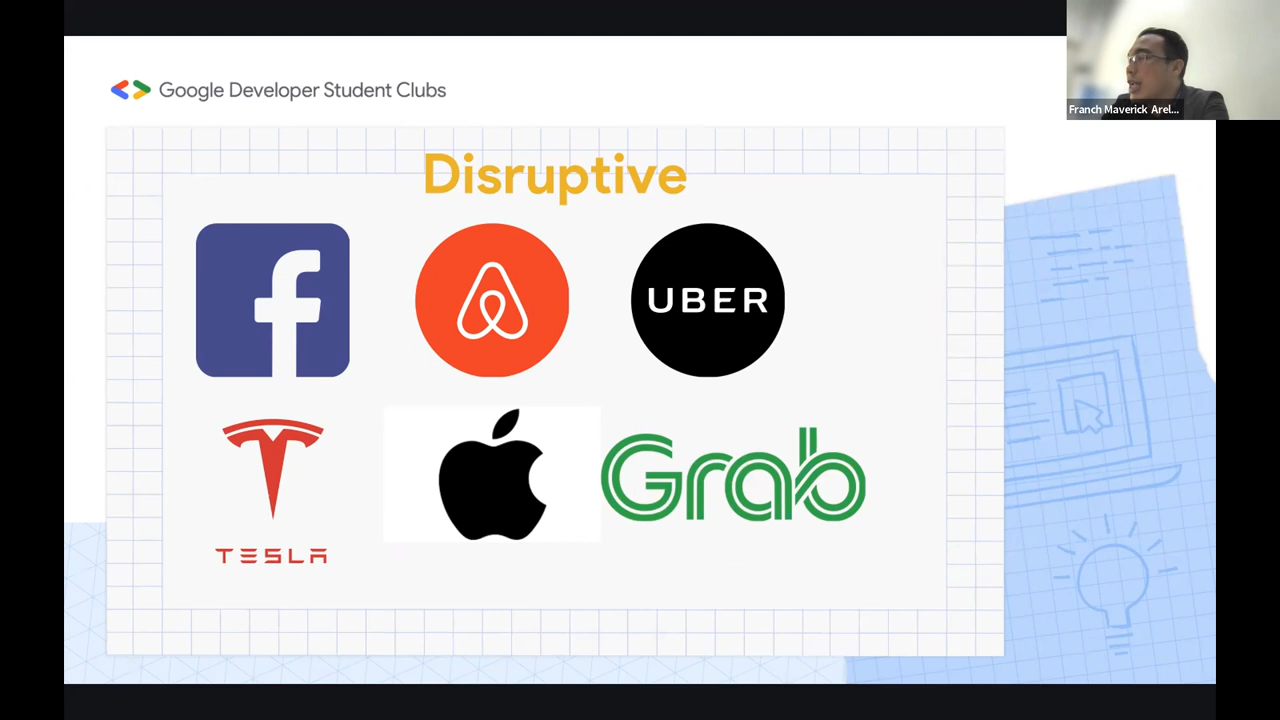 Google Developer Student Clubs
Franch Maverick Arel...
Disruptive
UBER
TESLA
Grab